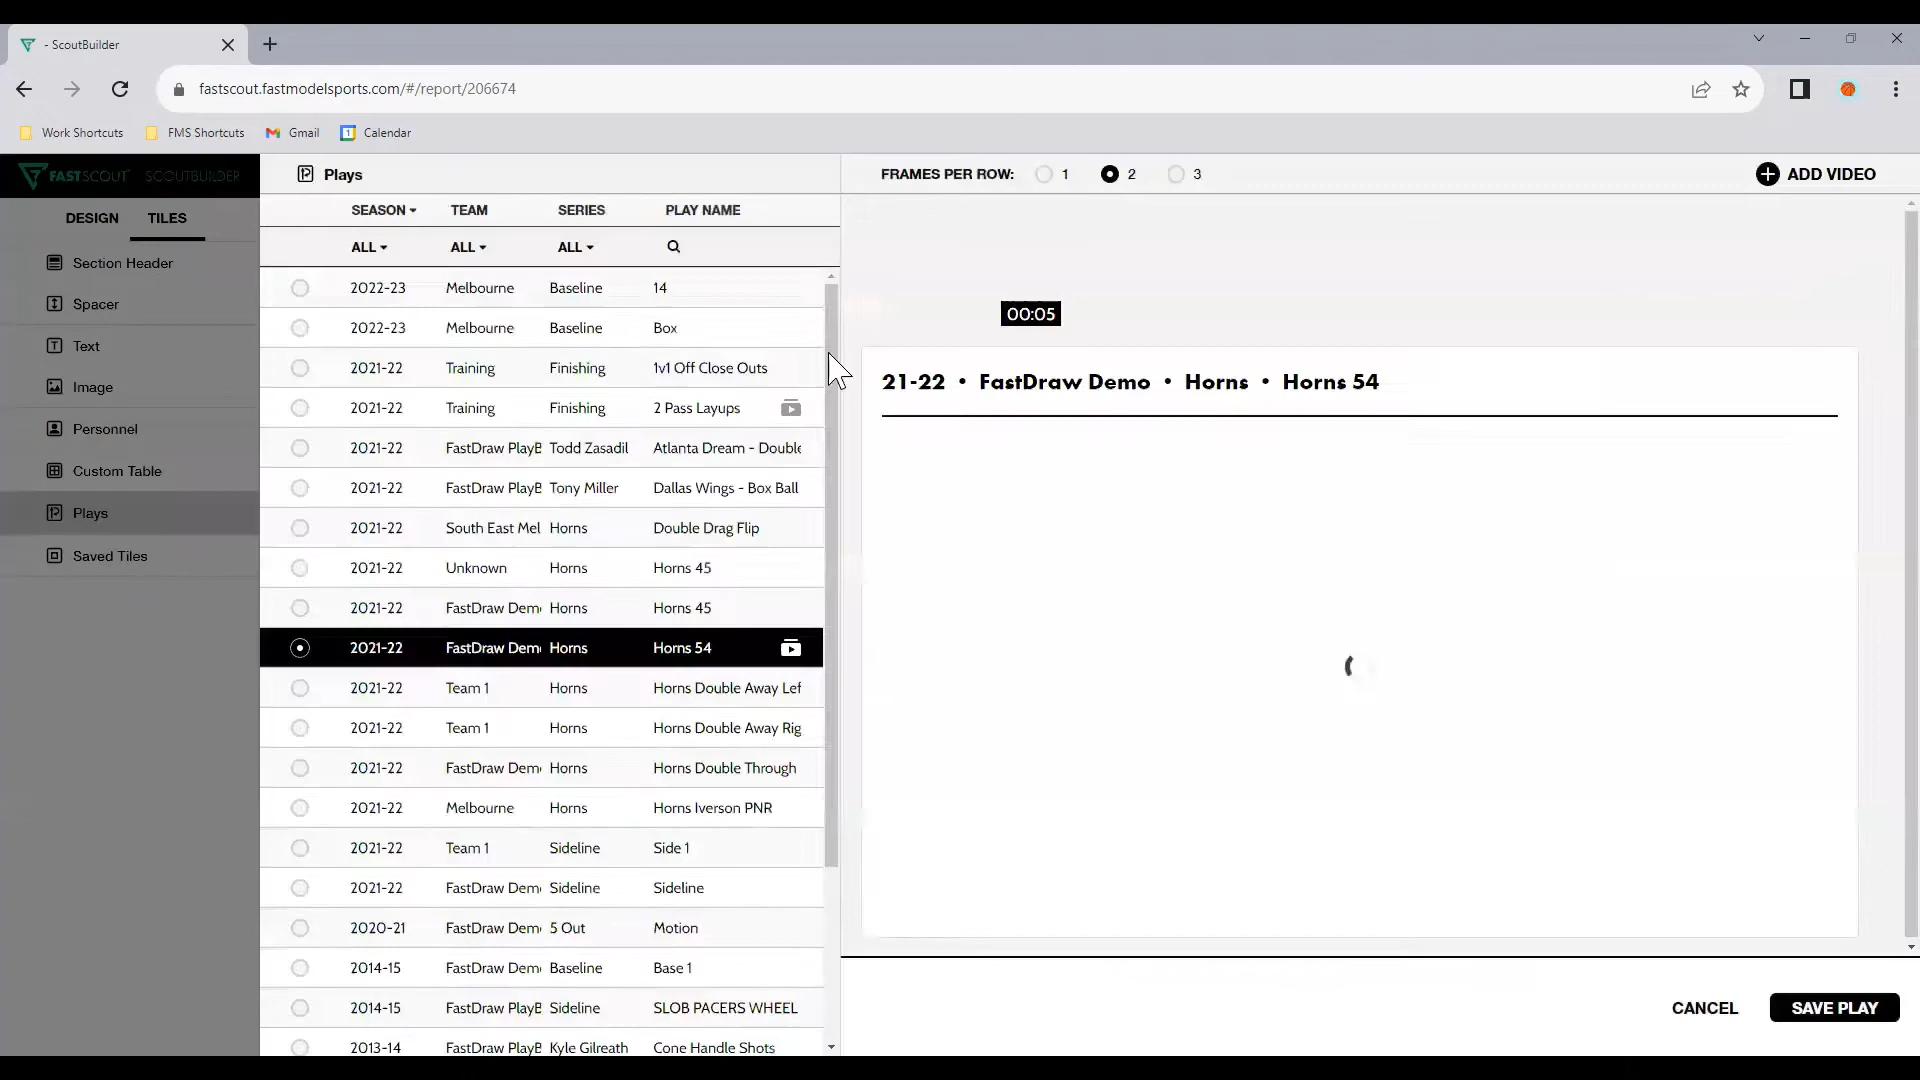 - ScoutBuilder
fastscout.fastmodelsports.com/#/report/206674
Work Shortcuts FMS Shortcuts Gmail 1 Calendar
FASTSCOUT SCOUTBUILDER
DESIGN TILES
Section Header
Spacer
Text
Image
Personnel
Custom Table
Plays
Saved Tiles
Plays
SEASON TEAM SERIES PLAY NAME
ALL ALL ALL
2022-23 Melbourne Baseline 14
2022-23 Melbourne Baseline Box
2021-22 Training Finishing 1v1 Off Close Outs
2021-22 Training Finishing 2 Pass Layups
2021-22 FastDraw PlayB Todd Zasadil Atlanta Dream - Double
2021-22 FastDraw PlayB Tony Miller Dallas Wings - Box Ball
2021-22 South East Mel Horns Double Drag Flip
2021-22 Unknown Horns Horns 45
2021-22 FastDraw Dem Horns Horns 45
2021-22 FastDraw Dem Horns Horns 54
2021-22 Team 1 Horns Horns Double Away Lef
2021-22 Team 1 Horns Horns Double Away Rig
2021-22 FastDraw Dem Horns Horns Double Through
2021-22 Melbourne Horns Horns Iverson PNR
2021-22 Team 1 Sideline Side 1
2021-22 FastDraw Dem Sideline Sideline
2020-21 FastDraw Dem 5 Out Motion
2014-15 FastDraw Dem Baseline Base 1
2014-15 FastDraw PlayB Sideline SLOB PACERS WHEEL
2013-14 FastDraw PlayB Kyle Gilreath Cone Handle Shots
FRAMES PER ROW: 1 2 3
ADD VIDEO
00:05
21-22 • FastDraw Demo • Horns • Horns 54
CANCEL SAVE PLAY